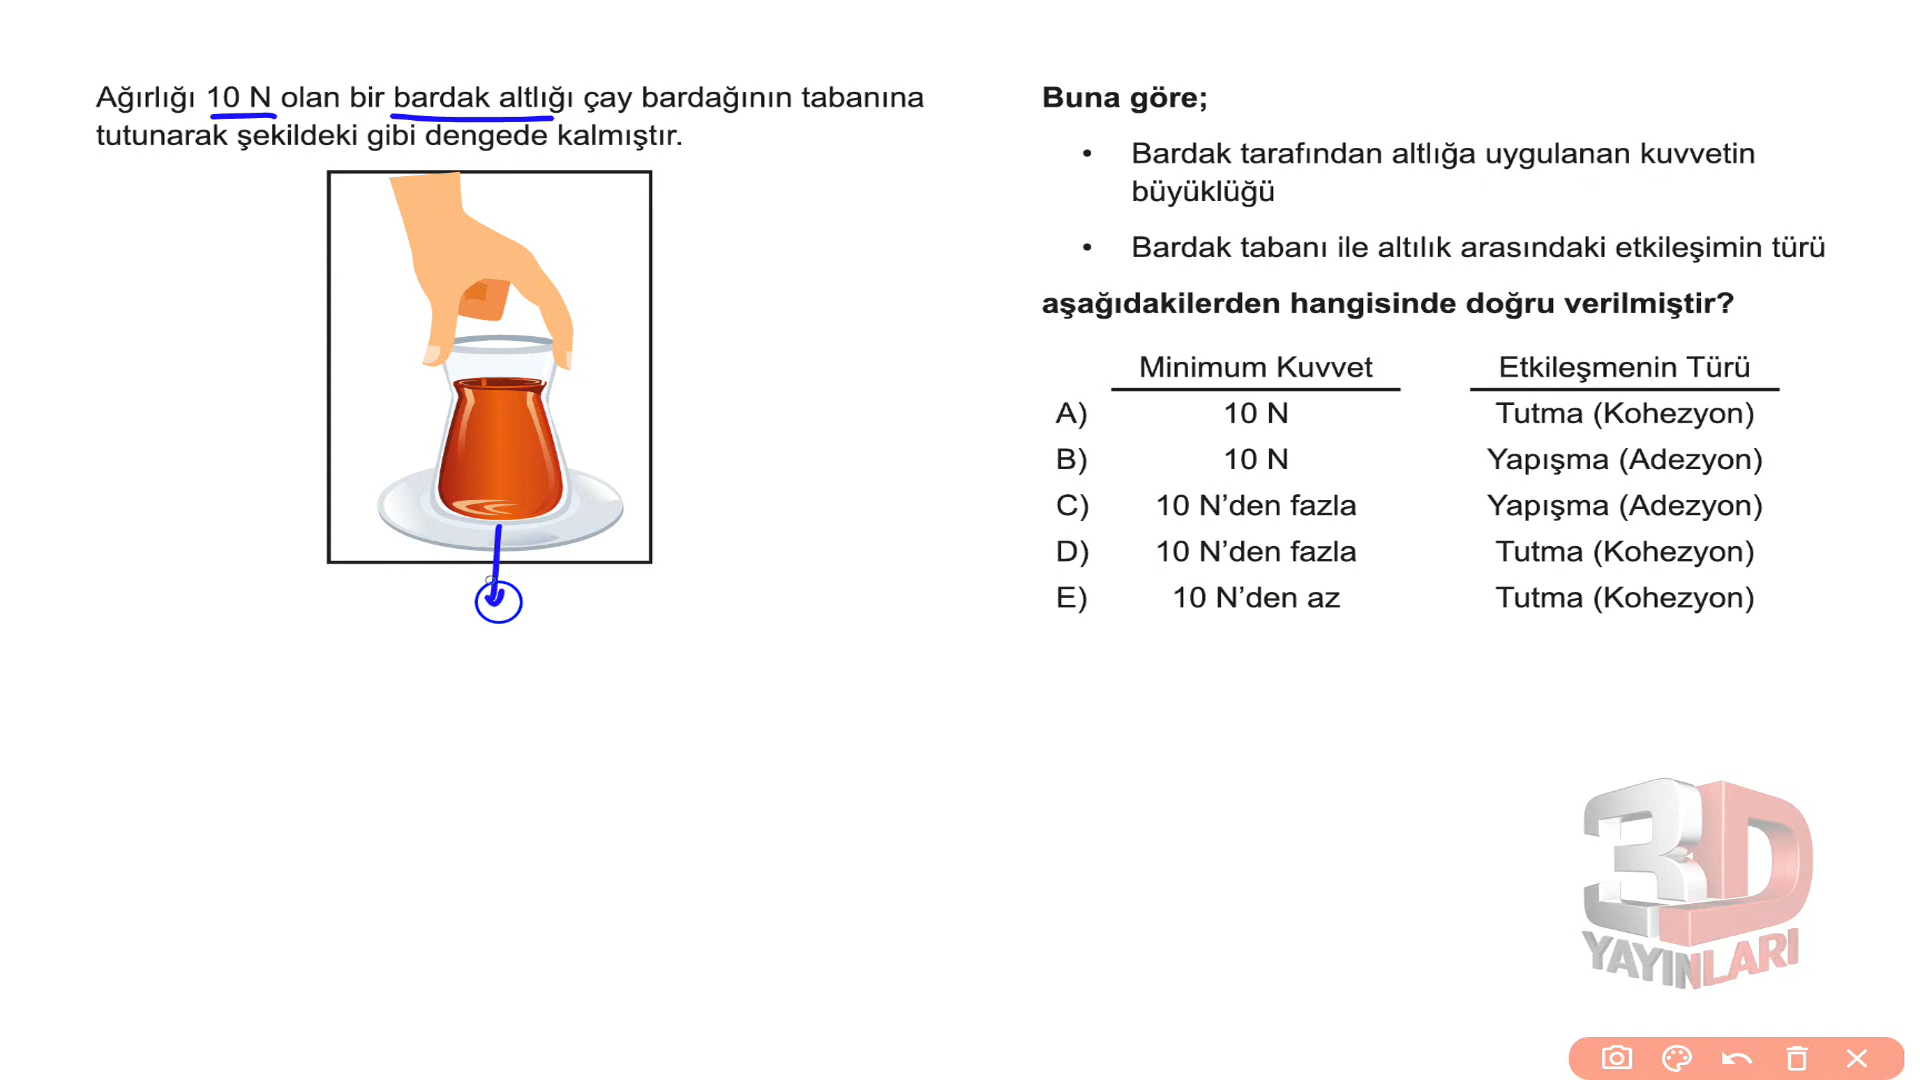 Ağırlığı 10 N olan bir bardak altlığı çay bardağının tabanına
tutunarak şekildeki gibi dengede kalmıştır.
Buna göre;
• Bardak tarafından altlığa uygulanan kuvvetin
büyüklüğü
• Bardak tabanı ile altılık arasındaki etkileşimin türü
aşağıdakilerden hangisinde doğru verilmiştir?
Minimum Kuvvet Etkileşmenin Türü
A) 10 N Tutma (Kohezyon)
B) 10 N Yapışma (Adezyon)
C) 10 N’den fazla Yapışma (Adezyon)
D) 10 N’den fazla Tutma (Kohezyon)
E) 10 N’den az Tutma (Kohezyon)
3D
YAYINLARI